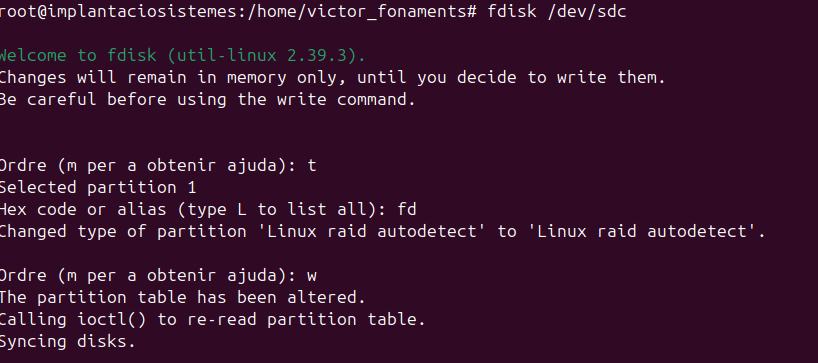 root@implantaciosistemes:/home/victor_fonaments# fdisk /dev/sdc
Welcome to fdisk (util-linux 2.39.3).
Changes will remain in memory only, until you decide to write them.
Be careful before using the write command.
Ordre (m per a obtenir ajuda): t
Selected partition 1
Hex code or alias (type L to list all): fd
Changed type of partition 'Linux raid autodetect' to 'Linux raid autodetect'.
Ordre (m per a obtenir ajuda): w
The partition table has been altered.
Calling ioctl() to re-read partition table.
Syncing disks.